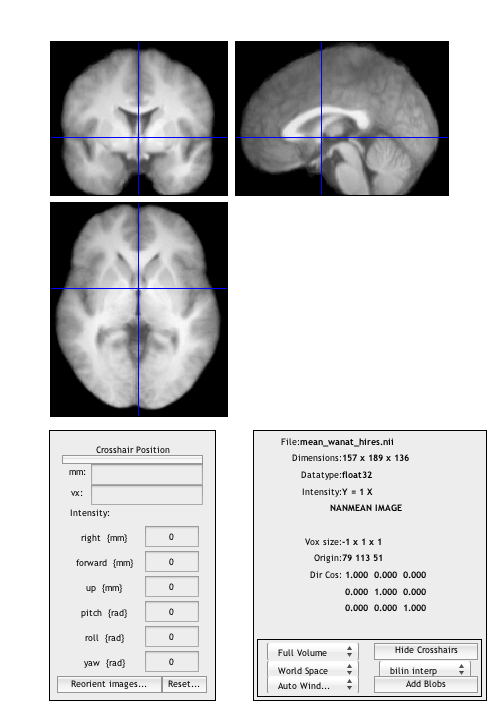 Crosshair Position
mm:
vx:
Intensity:
right {mm} 0
forward {mm} 0
up {mm} 0
pitch {rad} 0
roll {rad} 0
yaw {rad} 0
Reorient images... Reset...
File:mean_wanat_hires.nii
Dimensions:157 x 189 x 136
Datatype:float32
Intensity:Y = 1 X
NANMEAN IMAGE
Vox size:-1 x 1 x 1
Origin:79 113 51
Dir Cos: 1.000 0.000 0.000
0.000 1.000 0.000
0.000 0.000 1.000
Full Volume Hide Crosshairs
World Space bilin interp
Auto Wind... Add Blobs